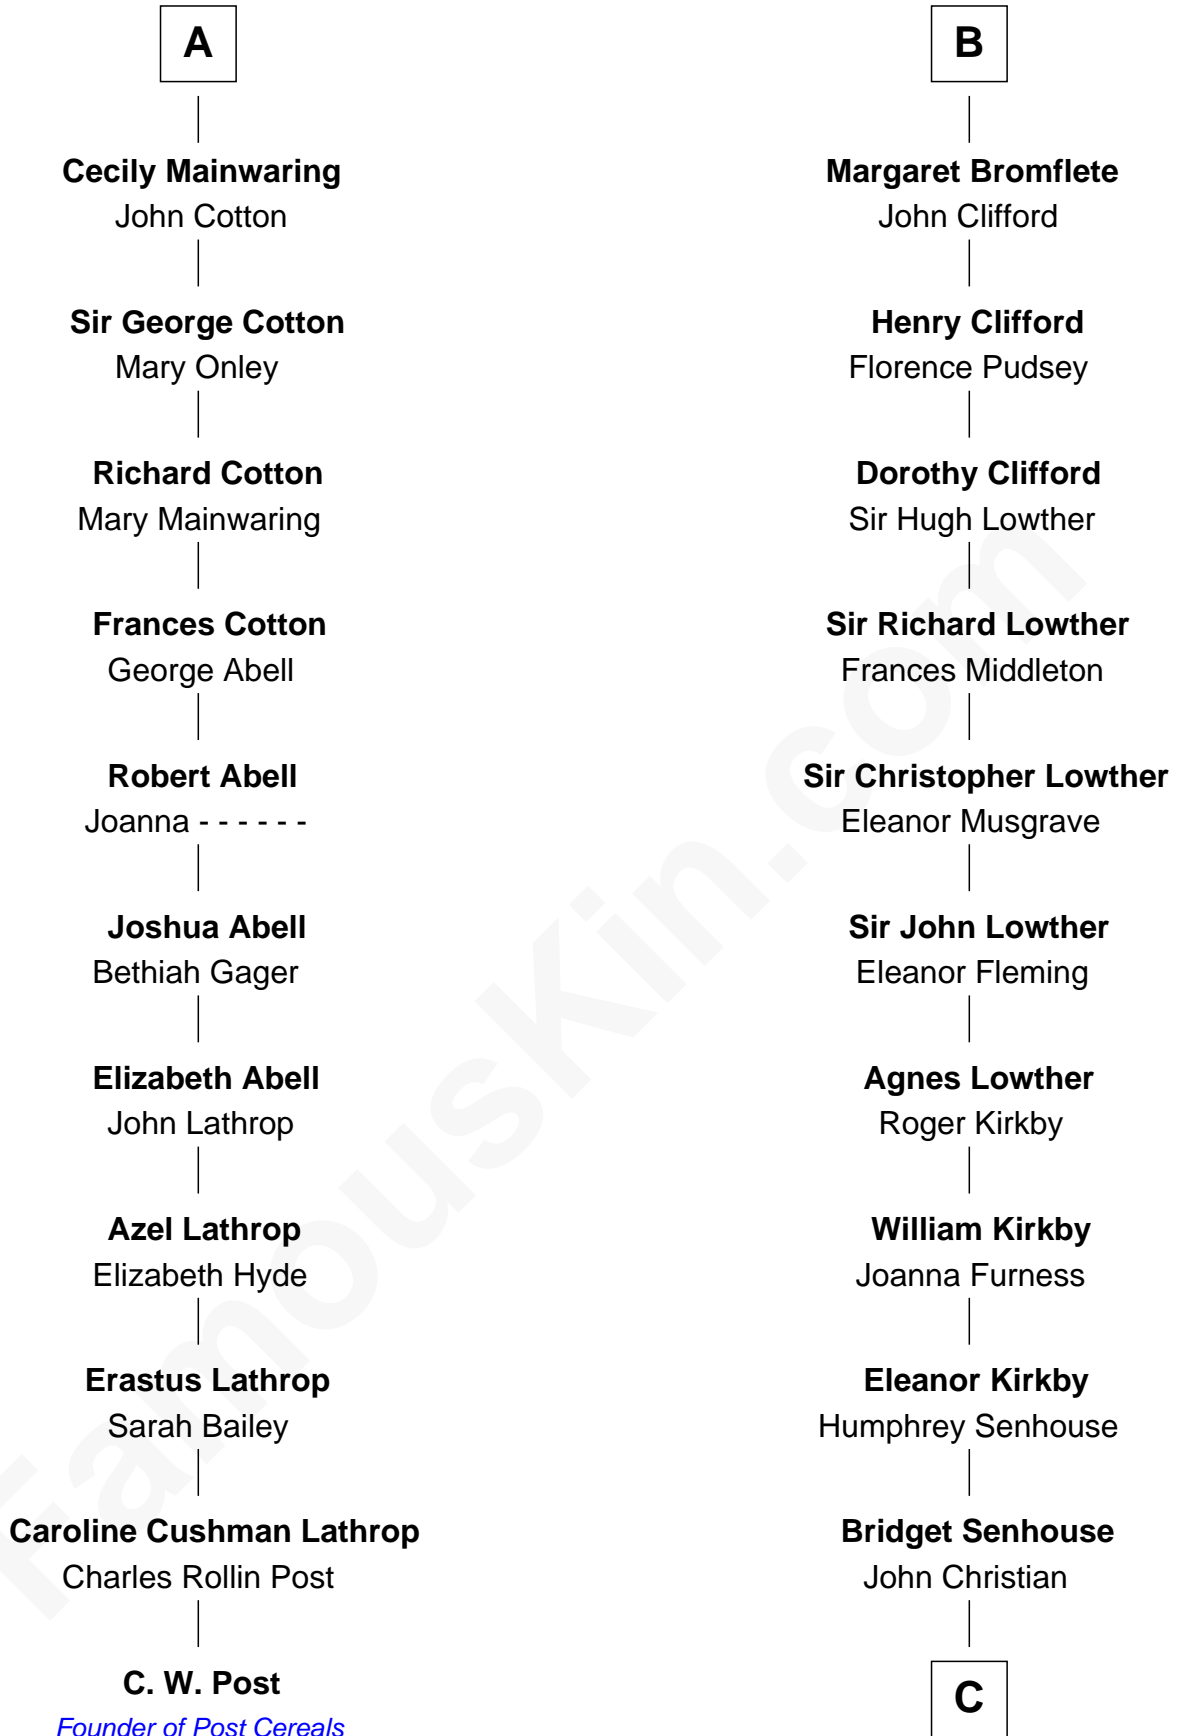 A
Cecily Mainwaring
John Cotton
Sir George Cotton
Mary Onley
Richard Cotton
Mary Mainwaring
Frances Cotton
George Abell
Robert Abell
Joanna - - - - - -
Joshua Abell
Bethiah Gager
Elizabeth Abell
John Lathrop
Azel Lathrop
Elizabeth Hyde
Erastus Lathrop
Sarah Bailey
Caroline Cushman Lathrop
Charles Rollin Post
C. W. Post
Founder of Post Cereals
B
Margaret Bromflete
John Clifford
Henry Clifford
Florence Pudsey
Dorothy Clifford
Sir Hugh Lowther
Sir Richard Lowther
Frances Middleton
Sir Christopher Lowther
Eleanor Musgrave
Sir John Lowther
Eleanor Fleming
Agnes Lowther
Roger Kirkby
William Kirkby
Joanna Furness
Eleanor Kirkby
Humphrey Senhouse
Bridget Senhouse
John Christian
C
FamousKin.com